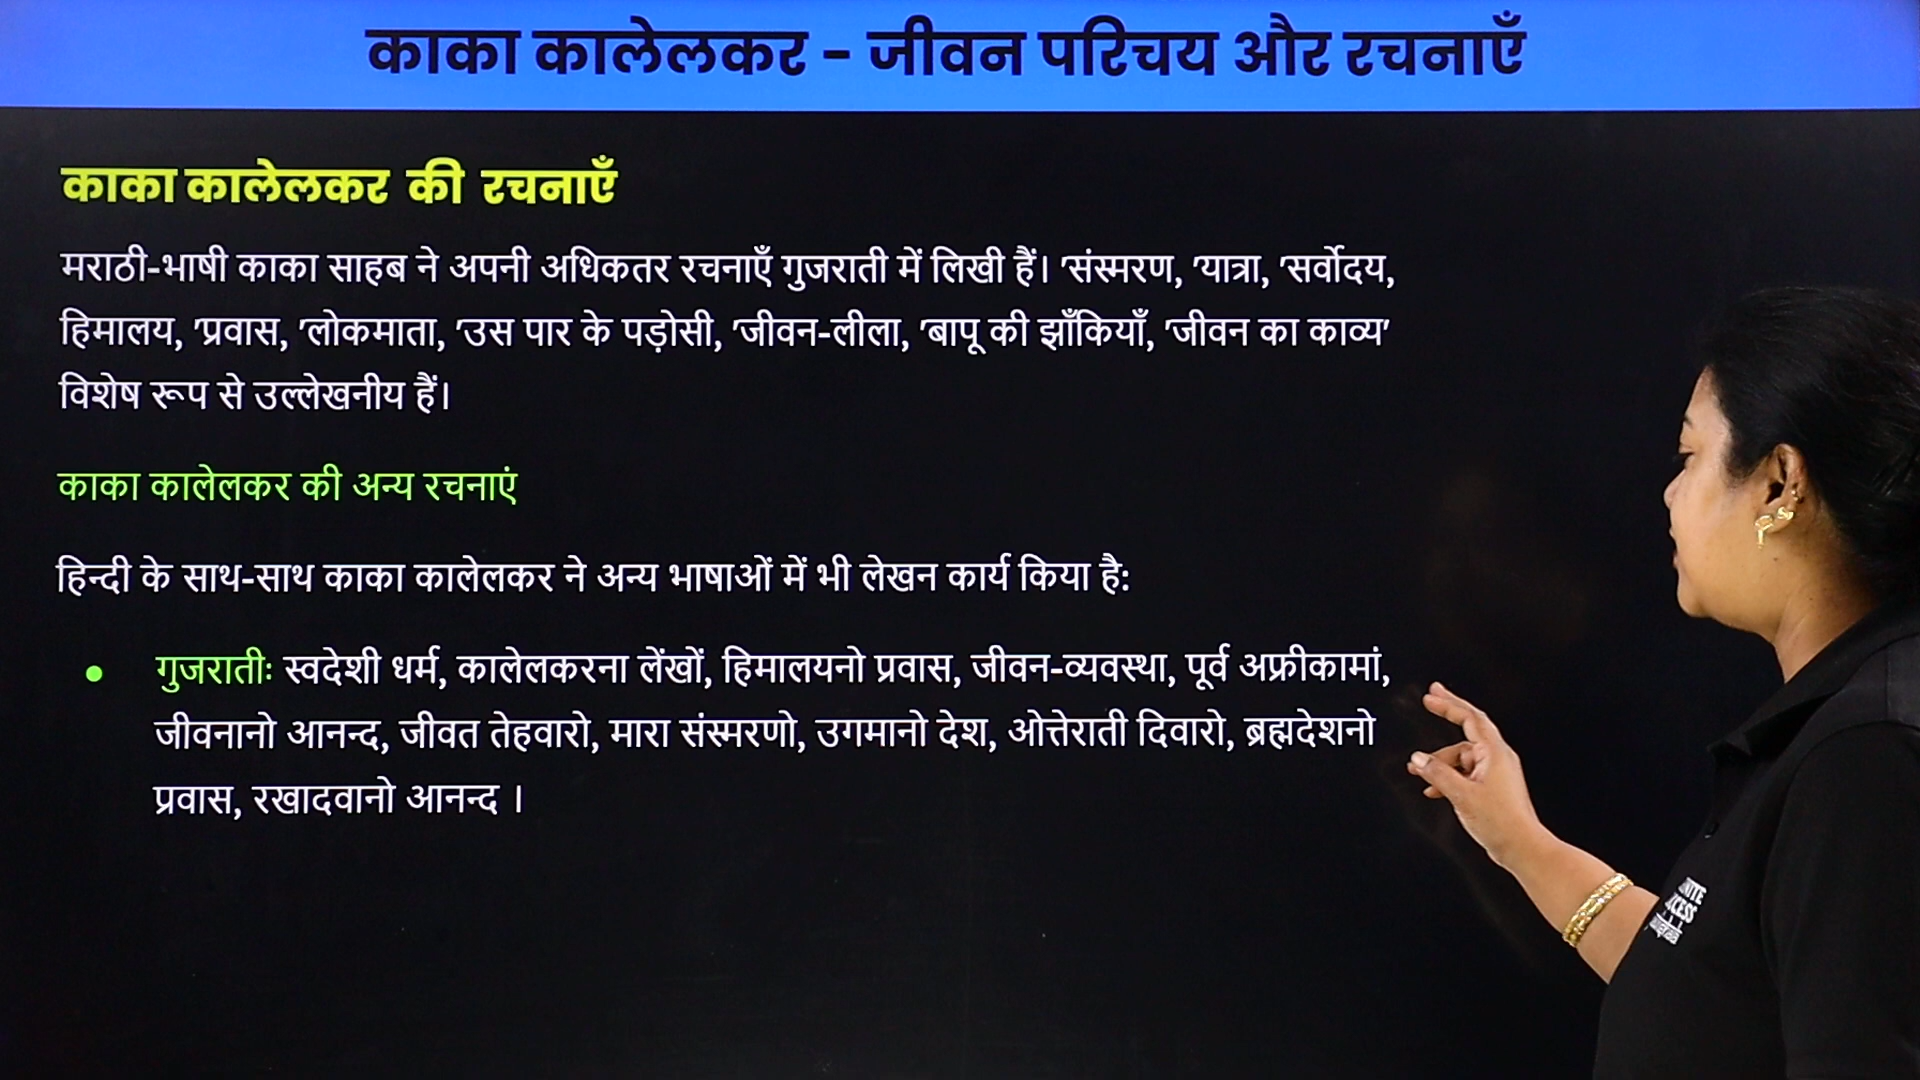 काका कालेलकर - जीवन परिचय और रचनाएँ
काका कालेलकर की रचनाएँ
मराठी-भाषी काका साहब ने अपनी अधिकतर रचनाएँ गुजराती में लिखी हैं। 'संस्मरण, 'यात्रा, 'सर्वोदय,
हिमालय, 'प्रवास, 'लोकमाता, 'उस पार के पड़ोसी, 'जीवन-लीला, 'बापू की झाँकियाँ, 'जीवन का काव्य'
विशेष रूप से उल्लेखनीय हैं।
काका कालेलकर की अन्य रचनाएं
हिन्दी के साथ-साथ काका कालेलकर ने अन्य भाषाओं में भी लेखन कार्य किया है:
• गुजरातीः स्वदेशी धर्म, कालेलकरना लेंखों, हिमालयनो प्रवास, जीवन-व्यवस्था, पूर्व अफ्रीकामां,
जीवनानो आनन्द, जीवत तेहवारो, मारा संस्मरणो, उगमानो देश, ओत्तेराती दिवारो, ब्रह्मदेशनो
प्रवास, रखादवानो आनन्द ।